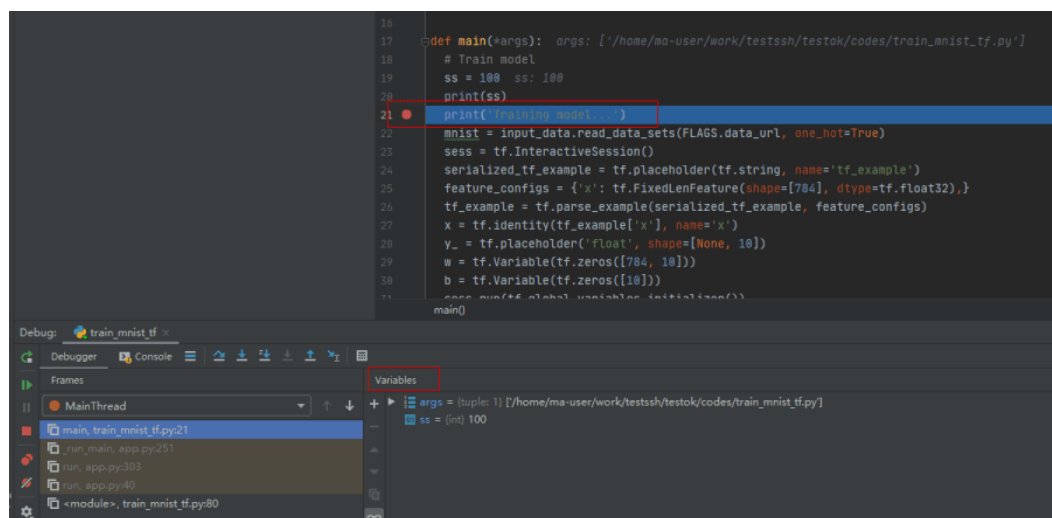 16
17 def main(*args): args: ['/home/ma-user/work/testssh/testok/codes/train_mnist_tf.py']
18 # Train model
19 ss = 100 ss: 100
20 print(ss)
21 print('Training model...')
22 mnist = input_data.read_data_sets(FLAGS.data_url, one_hot=True)
23 sess = tf.InteractiveSession()
24 serialized_tf_example = tf.placeholder(tf.string, name='tf_example')
25 feature_configs = {'x': tf.FixedLenFeature(shape=[784], dtype=tf.float32),}
26 tf_example = tf.parse_example(serialized_tf_example, feature_configs)
27 x = tf.identity(tf_example['x'], name='x')
28 y_ = tf.placeholder('float', shape=[None, 10])
29 w = tf.Variable(tf.zeros([784, 10]))
30 b = tf.Variable(tf.zeros([10]))
31 sess.run(tf.global_variables_initializer())
main()
Debug: train_mnist_tf
Debugger Console
Frames Variables
MainThread
args = {tuple: 1} ['/home/ma-user/work/testssh/testok/codes/train_mnist_tf.py']
main, train_mnist_tf.py:21
ss = {int} 100
_run_main, app.py:251
run, app.py:303
run, app.py:40
<module>, train_mnist_tf.py:80